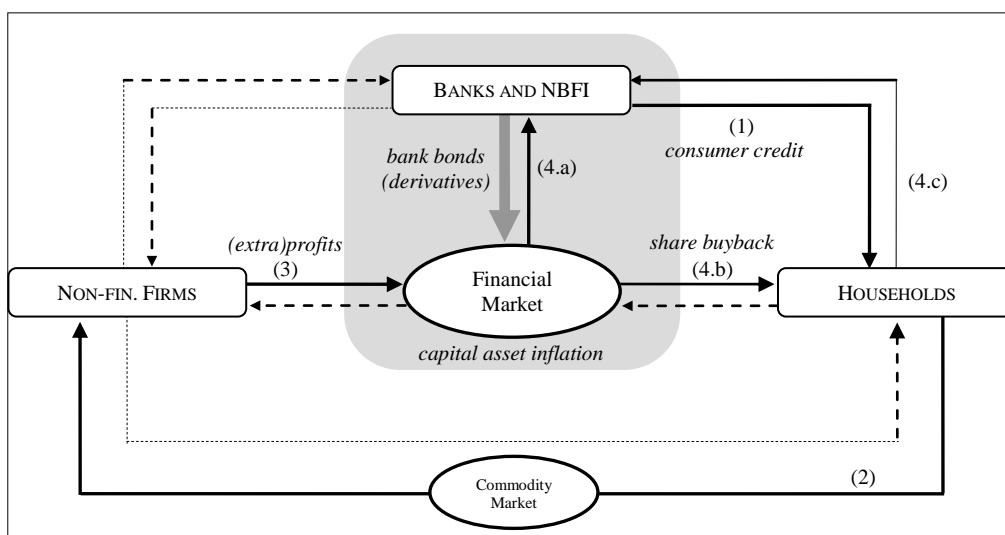 BANKS AND NBFI
(1)
consumer credit
bank bonds
(derivatives)
(4.a)
(4.c)
(extra)profits
(3)
share buyback
(4.b)
NON-FIN. FIRMS
Financial
Market
HOUSEHOLDS
capital asset inflation
(2)
Commodity
Market